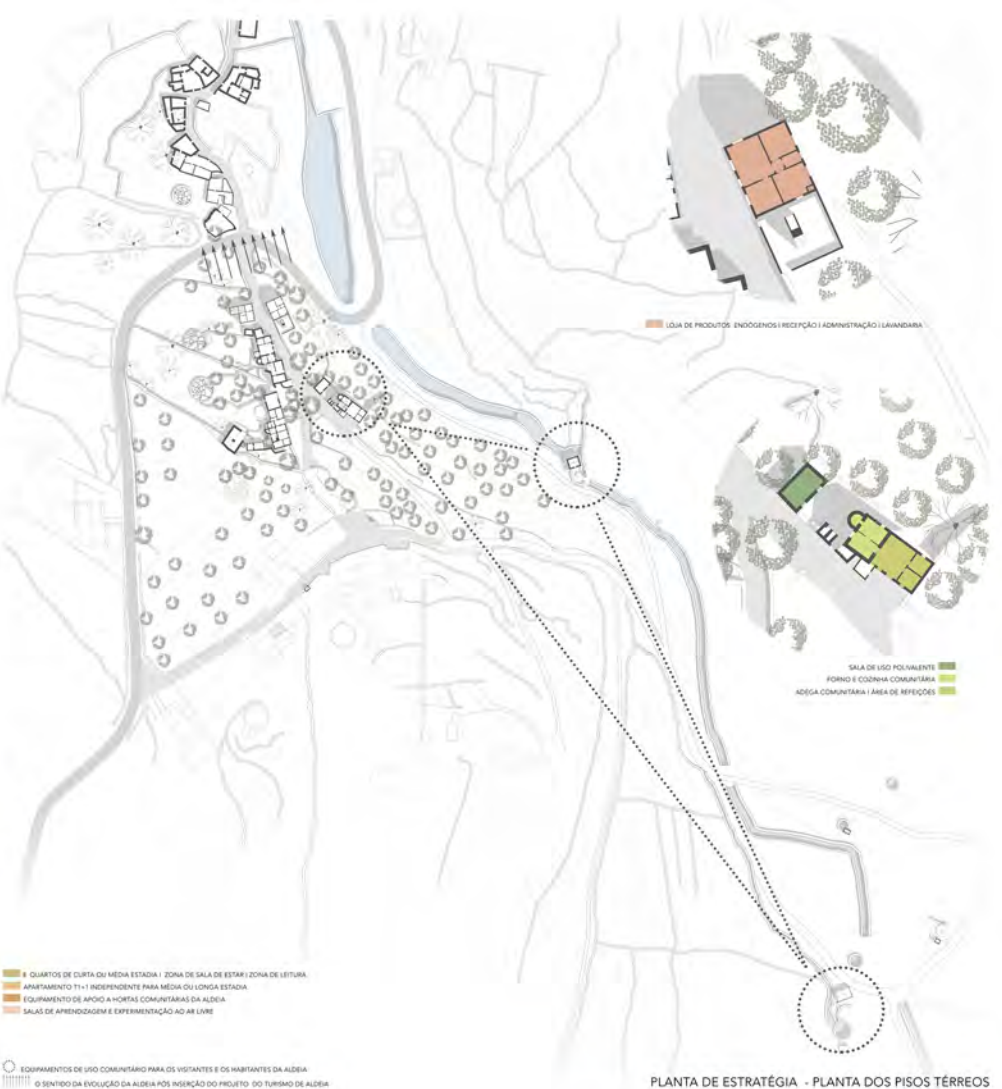 LOJA DE PRODUTOS ENDÓGENOS | RECEPÇÃO | ADMINISTRAÇÃO | LAVANDARIA
SALA DE USO POLIVALENTE
FORNO E COZINHA COMUNITÁRIA
ADEGA COMUNITÁRIA | ÁREA DE REFEIÇÕES
8 QUARTOS DE CURTA OU MÉDIA ESTADIA | ZONA DE SALA DE ESTAR | ZONA DE LEITURA
APARTAMENTO T1+1 INDEPENDENTE PARA MÉDIA OU LONGA ESTADIA
EQUIPAMENTO DE APOIO A HORTAS COMUNITÁRIAS DA ALDEIA
SALAS DE APRENDIZAGEM E EXPERIMENTAÇÃO AO AR LIVRE
EQUIPAMENTOS DE USO COMUNITÁRIO PARA OS VISITANTES E OS HABITANTES DA ALDEIA
O SENTIDO DA EVOLUÇÃO DA ALDEIA PÓS INSERÇÃO DO PROJETO DO TURISMO DE ALDEIA
PLANTA DE ESTRATÉGIA - PLANTA DOS PISOS TÉRREOS